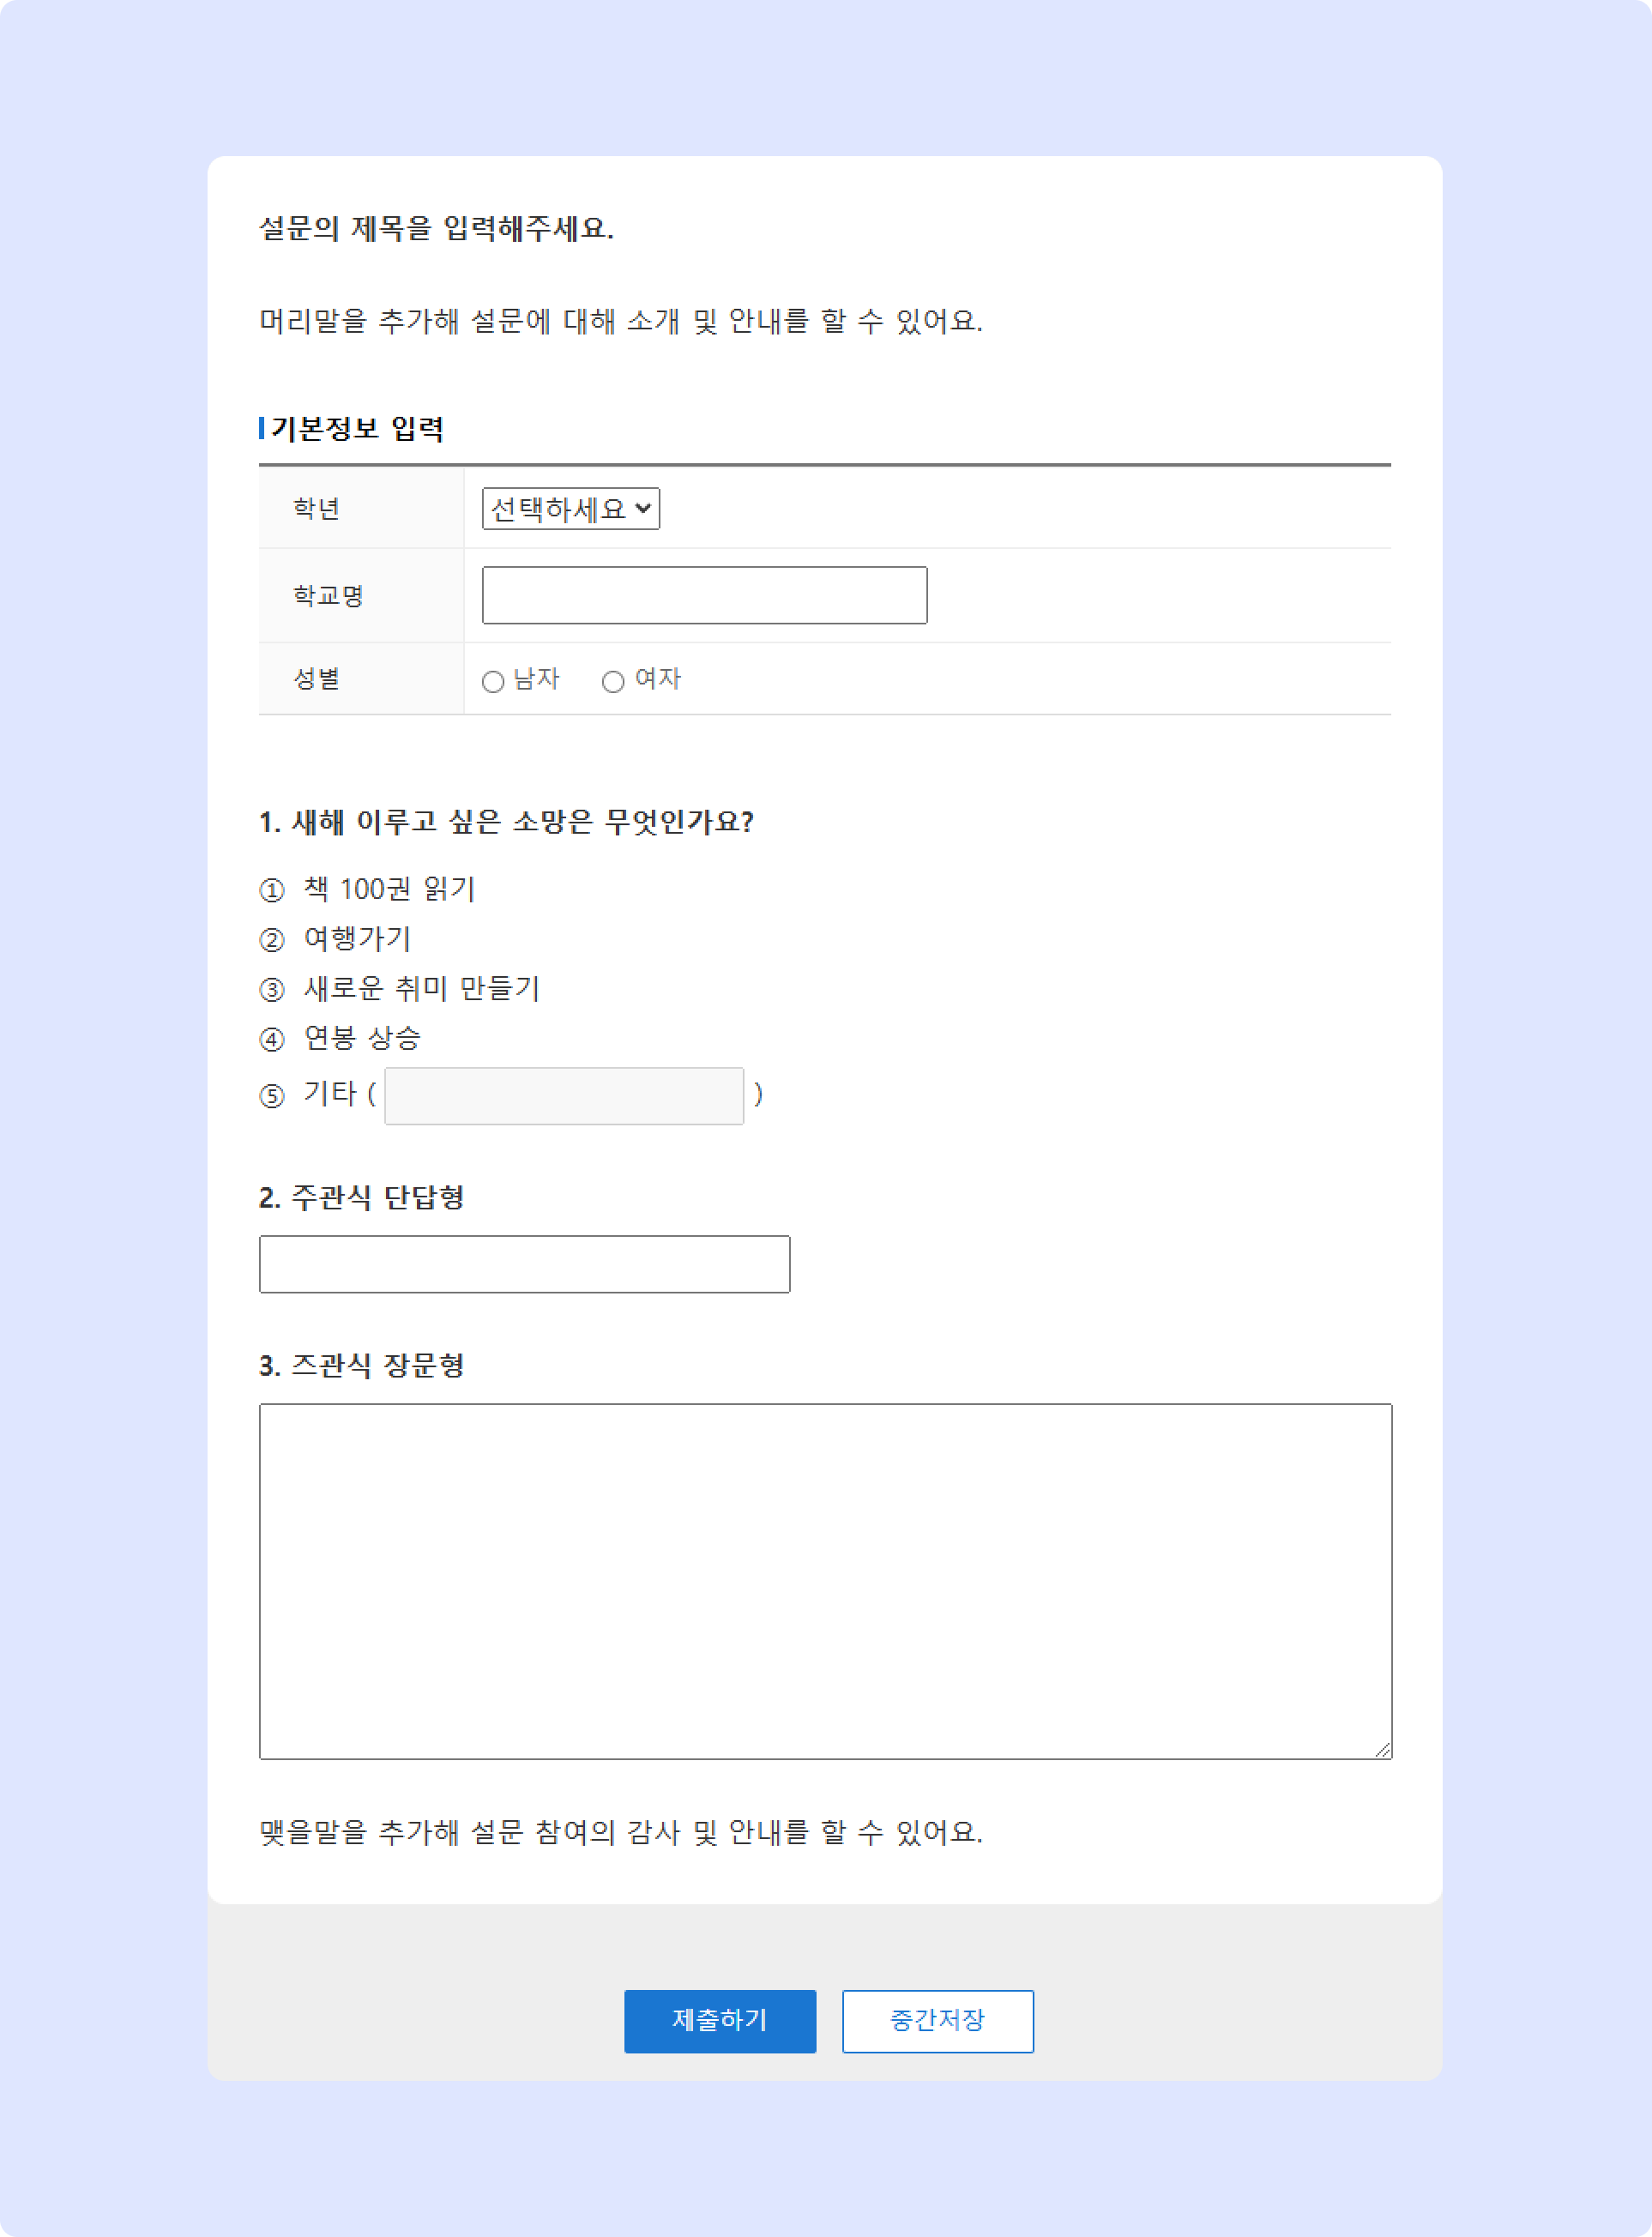 설문의 제목을 입력해주세요.
머리말을 추가해 설문에 대해 소개 및 안내를 할 수 있어요.
기본정보 입력
학년 선택하세요
학교명
성별 남자 여자
1. 새해 이루고 싶은 소망은 무엇인가요?
① 책 100권 읽기
② 여행가기
③ 새로운 취미 만들기
④ 연봉 상승
⑤ 기타 ( )
2. 주관식 단답형
3. 즈관식 장문형
맺을말을 추가해 설문 참여의 감사 및 안내를 할 수 있어요.
제출하기 중간저장